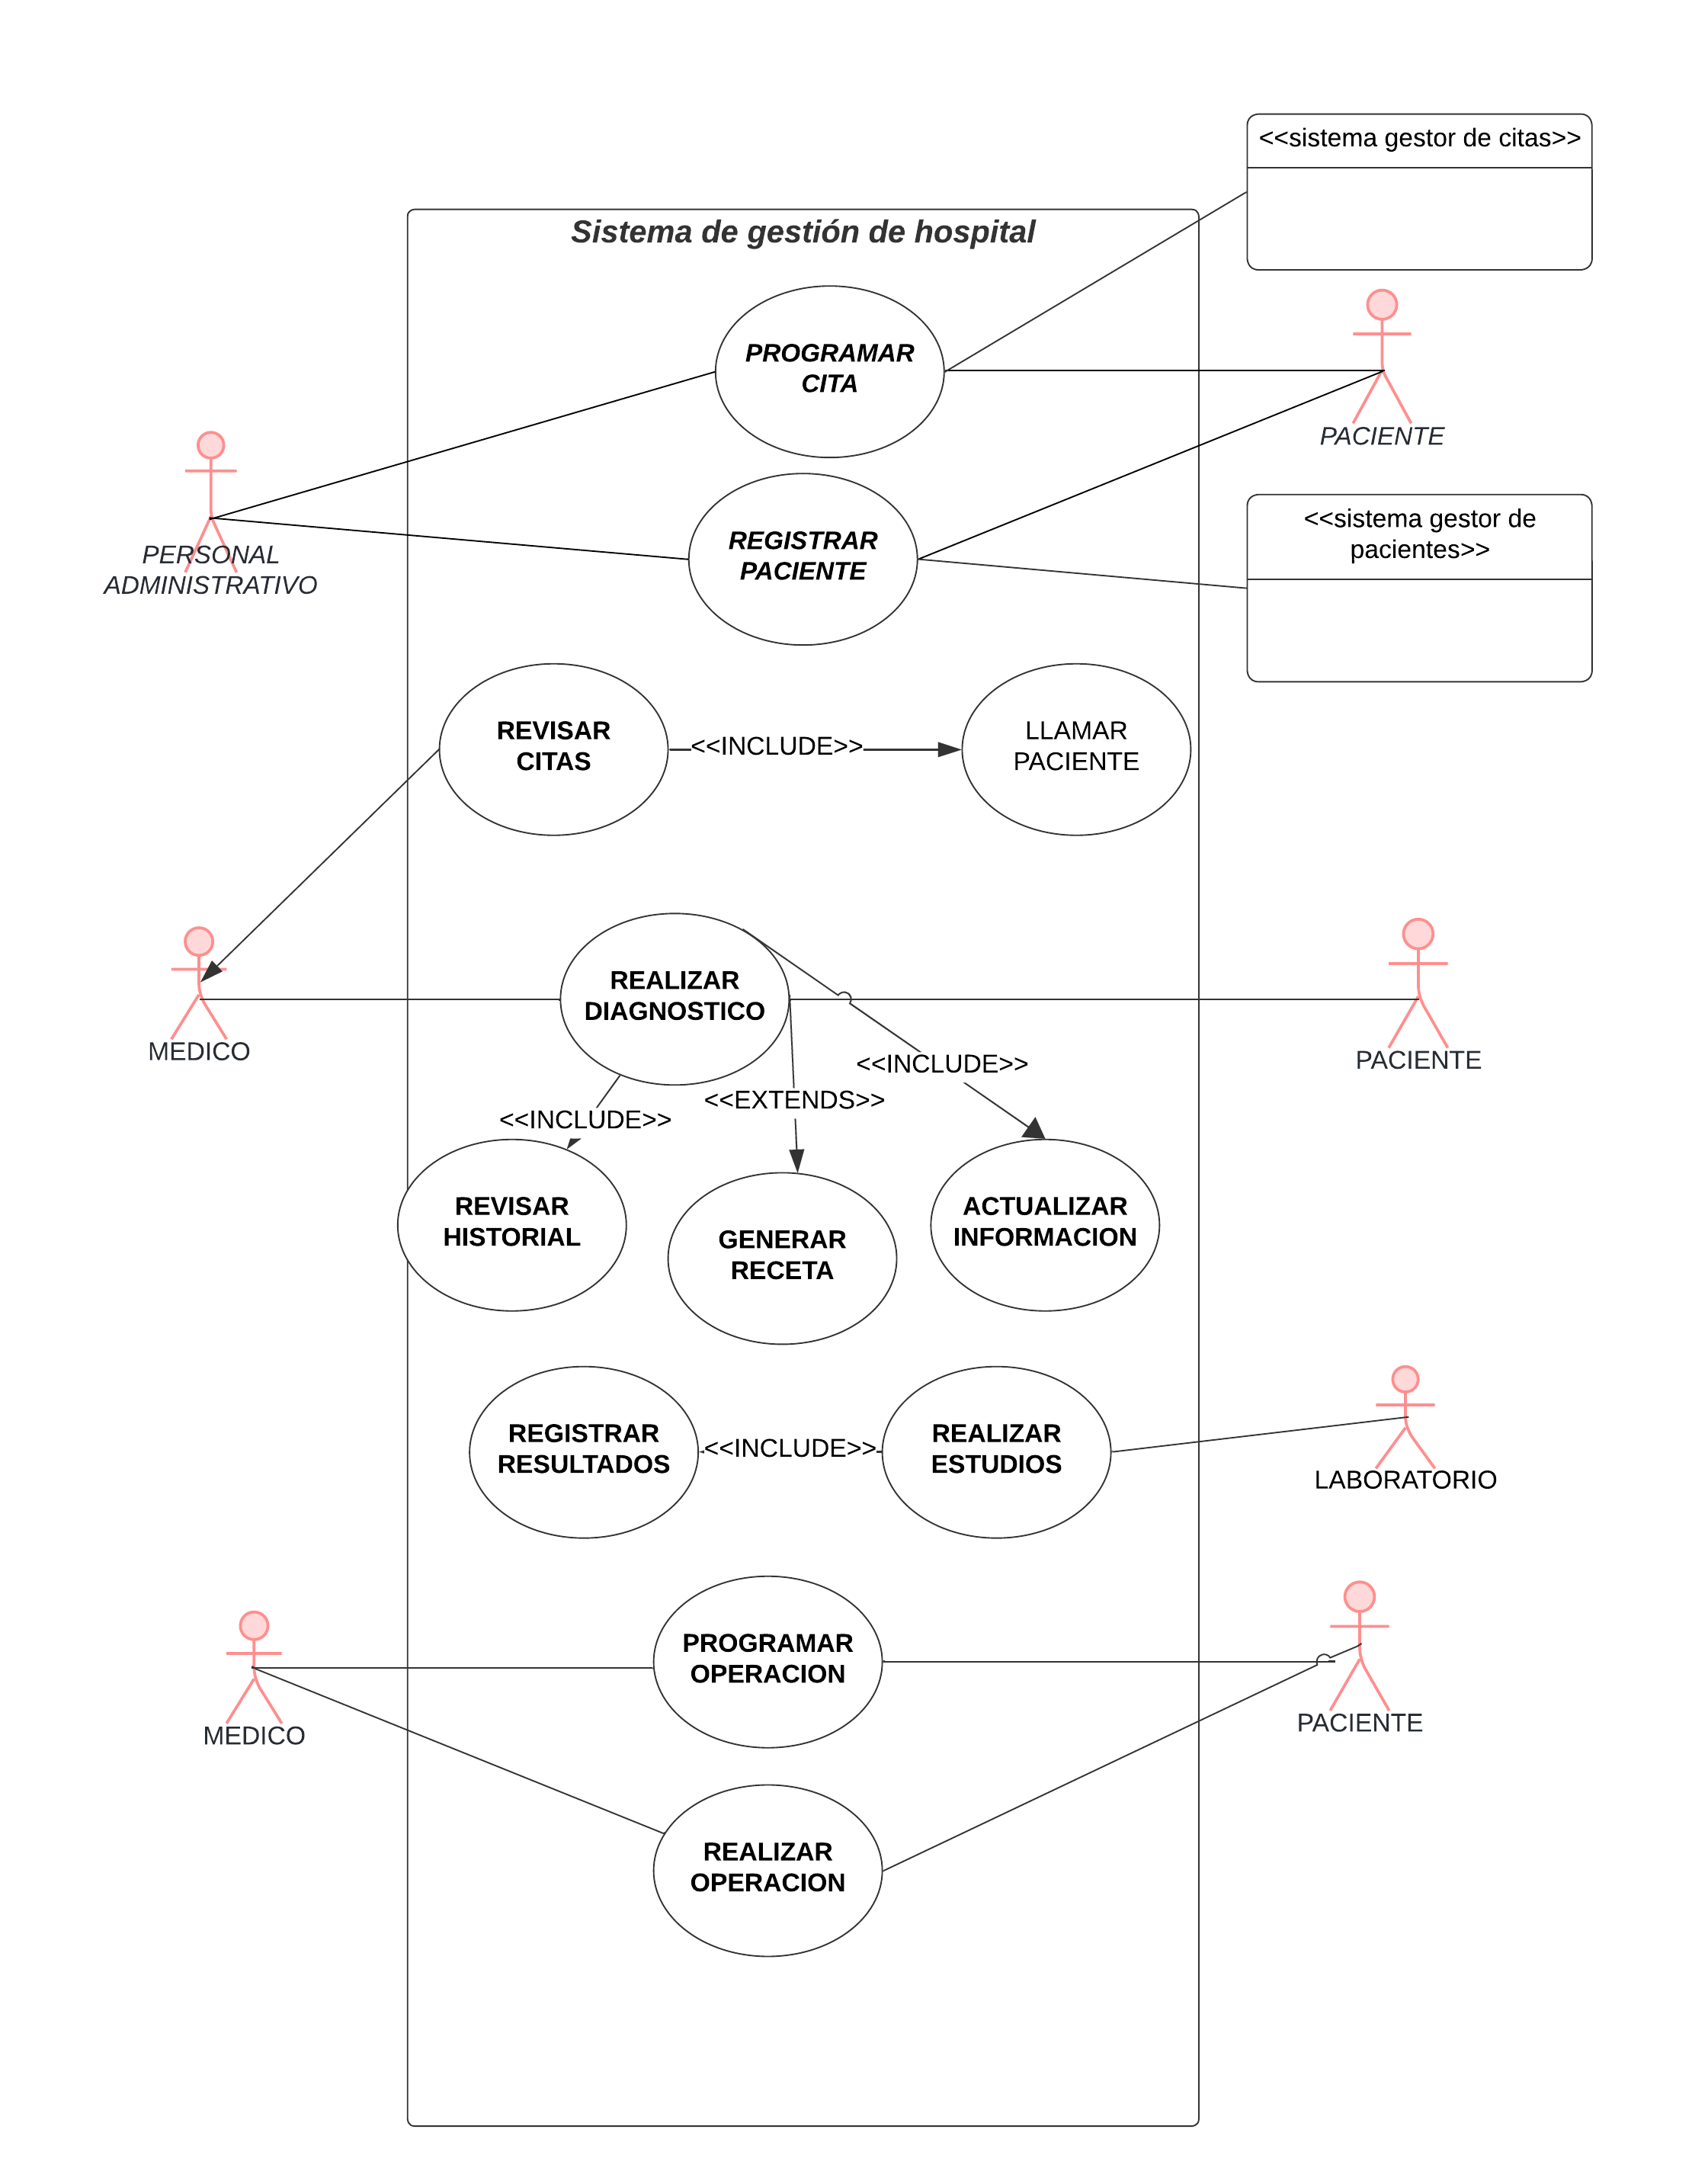 <<sistema gestor de citas>>
Sistema de gestión de hospital
PROGRAMAR
CITA
PACIENTE
PERSONAL
ADMINISTRATIVO
REGISTRAR
PACIENTE
<<sistema gestor de
pacientes>>
REVISAR
CITAS
<<INCLUDE>>
LLAMAR
PACIENTE
MEDICO
REALIZAR
DIAGNOSTICO
PACIENTE
<<INCLUDE>>
<<EXTENDS>>
<<INCLUDE>>
REVISAR
HISTORIAL
GENERAR
RECETA
ACTUALIZAR
INFORMACION
REGISTRAR
RESULTADOS
<<INCLUDE>>
REALIZAR
ESTUDIOS
LABORATORIO
MEDICO
PROGRAMAR
OPERACION
PACIENTE
REALIZAR
OPERACION